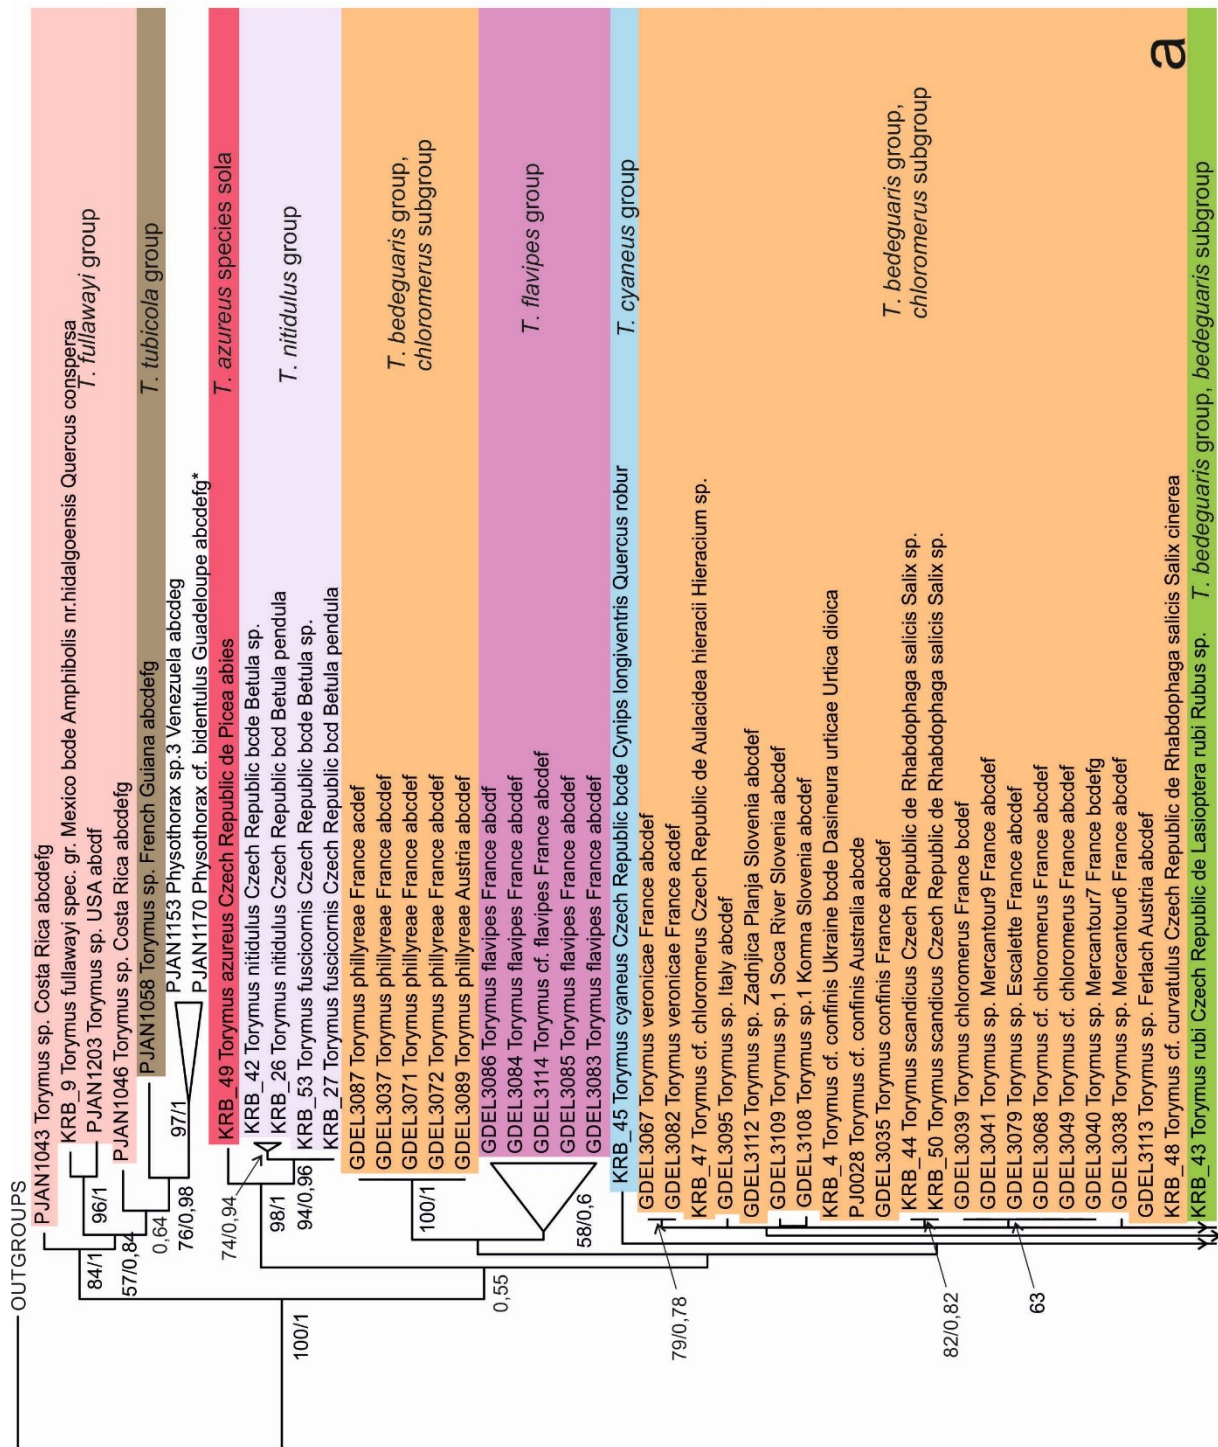 OUTGROUPS
PJAN1043 Torymus sp. Costa Rica abcdefg
KRB_9 Torymus fullawayi spec. gr. Mexico bcde Amphibolis nr.hidalgoensis Quercus conspersa
PJAN1203 Torymus sp. USA abcdf
PJAN1046 Torymus sp. Costa Rica abcdefg
T. fullawayi group
PJAN1058 Torymus sp. French Guiana abcdefg
T. tubicola group
PJAN1153 Physothorax sp.3 Venezuela abcdeg
PJAN1170 Physothorax cf. bidentulus Guadeloupe abcdefg*
KRB_49 Torymus azureus Czech Republic de Picea abies
T. azureus species sola
KRB_42 Torymus nitidulus Czech Republic bcde Betula sp.
KRB_26 Torymus nitidulus Czech Republic bcd Betula pendula
KRB_53 Torymus fuscicornis Czech Republic bcde Betula sp.
KRB_27 Torymus fuscicornis Czech Republic bcd Betula pendula
T. nitidulus group
GDEL3087 Torymus phillyreae France acdef
GDEL3037 Torymus phillyreae France abcdef
GDEL3071 Torymus phillyreae France abcdef
GDEL3072 Torymus phillyreae France abcdef
GDEL3089 Torymus phillyreae Austria abcdef
T. bedeguaris group,
chloromerus subgroup
GDEL3086 Torymus flavipes France abcdf
GDEL3084 Torymus flavipes France abcdef
GDEL3114 Torymus cf. flavipes France abcdef
GDEL3085 Torymus flavipes France abcdef
GDEL3083 Torymus flavipes France abcdef
T. flavipes group
KRB_45 Torymus cyaneus Czech Republic bcde Cynips longiventris Quercus robur
T. cyaneus group
GDEL3067 Torymus veronicae France abcdef
GDEL3082 Torymus veronicae France acdef
KRB_47 Torymus cf. chloromerus Czech Republic de Aulacidea hieracii Hieracium sp.
GDEL3095 Torymus sp. Italy abcdef
GDEL3112 Torymus sp. Zadnjica Planja Slovenia abcdef
GDEL3109 Torymus sp.1 Soca River Slovenia abcdef
GDEL3108 Torymus sp.1 Komna Slovenia abcdef
KRB_4 Torymus cf. confinis Ukraine bcde Dasineura urticae Urtica dioica
PJ0028 Torymus cf. confinis Australia abcde
GDEL3035 Torymus confinis France abcdef
KRB_44 Torymus scandicus Czech Republic de Rhabdophaga salicis Salix sp.
KRB_50 Torymus scandicus Czech Republic de Rhabdophaga salicis Salix sp.
GDEL3039 Torymus chloromerus France bcdef
GDEL3041 Torymus sp. Mercantour9 France abcdef
GDEL3079 Torymus sp. Escalette France abcdef
GDEL3068 Torymus cf. chloromerus France abcdef
GDEL3049 Torymus cf. chloromerus France abcdef
GDEL3040 Torymus sp. Mercantour7 France bcdefg
GDEL3038 Torymus sp. Mercantour6 France abcdef
GDEL3113 Torymus sp. Ferlach Austria abcdef
KRB_48 Torymus cf. curvatus Czech Republic de Rhabdophaga salicis Salix cinerea
T. bedeguaris group,
chloromerus subgroup
KRB_43 Torymus rubi Czech Republic de Lasioptera rubi Rubus sp.
T. bedeguaris group, bedeguaris subgroup
a
84/1
96/1
57/0,84
0,64
76/0,98
97/1
74/0,94
98/1
94/0,96
100/1
100/1
0,55
58/0,6
79/0,78
82/0,82
63